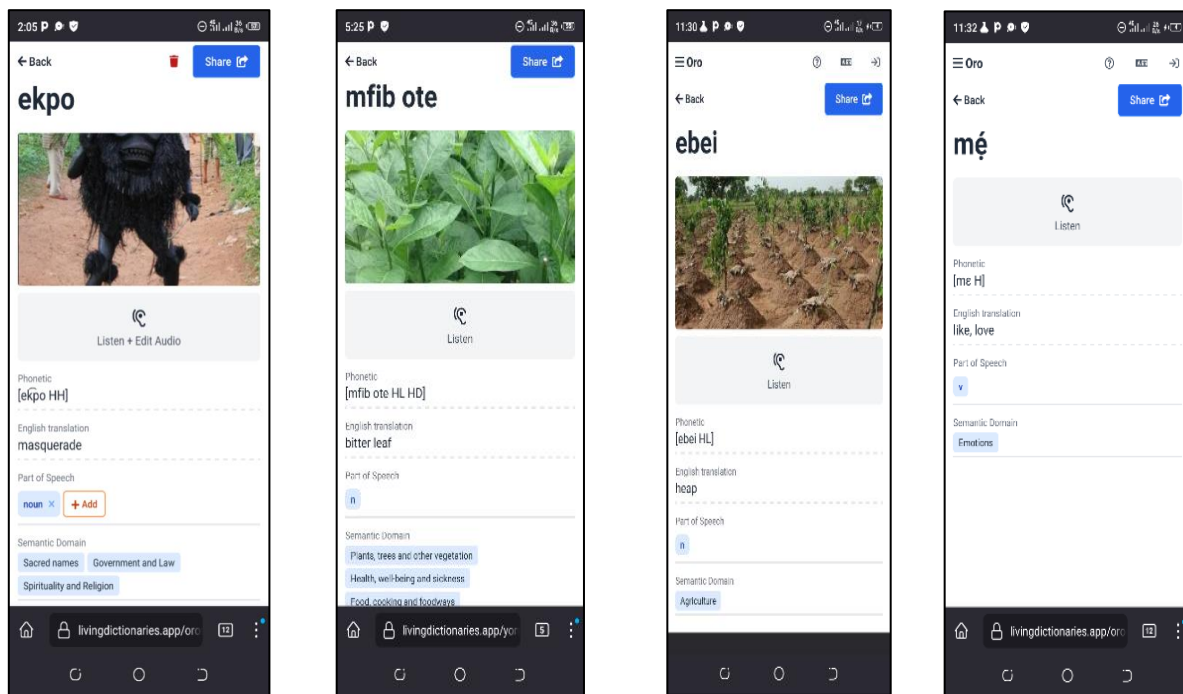 2:05
← Back
Share
ekpo
Listen + Edit Audio
Phonetic
[ek͡po HH]
English translation
masquerade
Part of Speech
noun ×
+ Add
Semantic Domain
Sacred names
Government and Law
Spirituality and Religion
livingdictionaries.app/oro
12
5:25
← Back
Share
mfib ote
Listen
Phonetic
[mfib ote HL HD]
English translation
bitter leaf
Part of Speech
n
Semantic Domain
Plants, trees and other vegetation
Health, well-being and sickness
Food, cooking and foodways
livingdictionaries.app/yor
5
11:30
Oro
← Back
Share
ebei
Listen
Phonetic
[ebei HL]
English translation
heap
Part of Speech
n
Semantic Domain
Agriculture
11:32
Oro
← Back
Share
mẹ́
Listen
Phonetic
[mɛ H]
English translation
like, love
Part of Speech
v
Semantic Domain
Emotions
livingdictionaries.app/oro
12